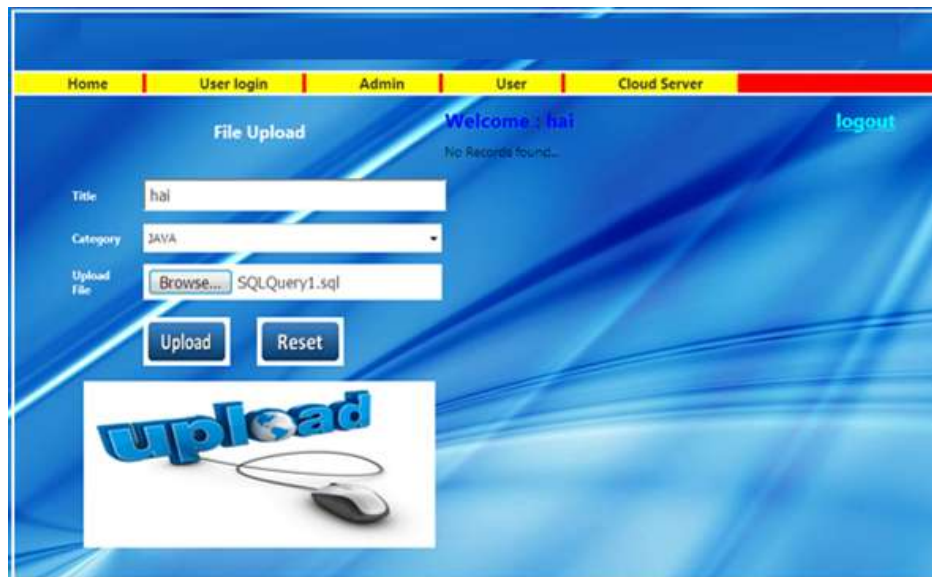 Home User login Admin User Cloud Server
File Upload
Welcome : hai
logout
No Records found...
Title hai
Category JAVA
Upload File Browse... SQLQuery1.sql
Upload Reset
upload